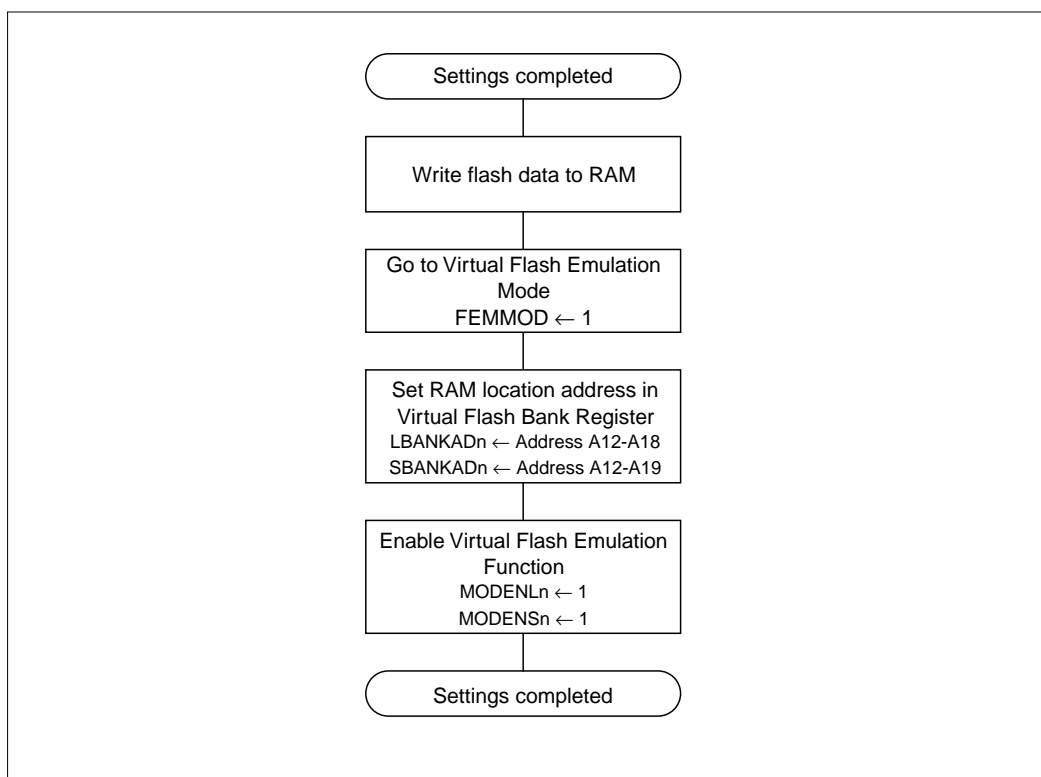 Settings completed
Write flash data to RAM
Go to Virtual Flash Emulation
Mode
FEMMOD ← 1
Set RAM location address in
Virtual Flash Bank Register
LBANKADn ← Address A12-A18
SBANKADn ← Address A12-A19
Enable Virtual Flash Emulation
Function
MODENLn ← 1
MODENSn ← 1
Settings completed